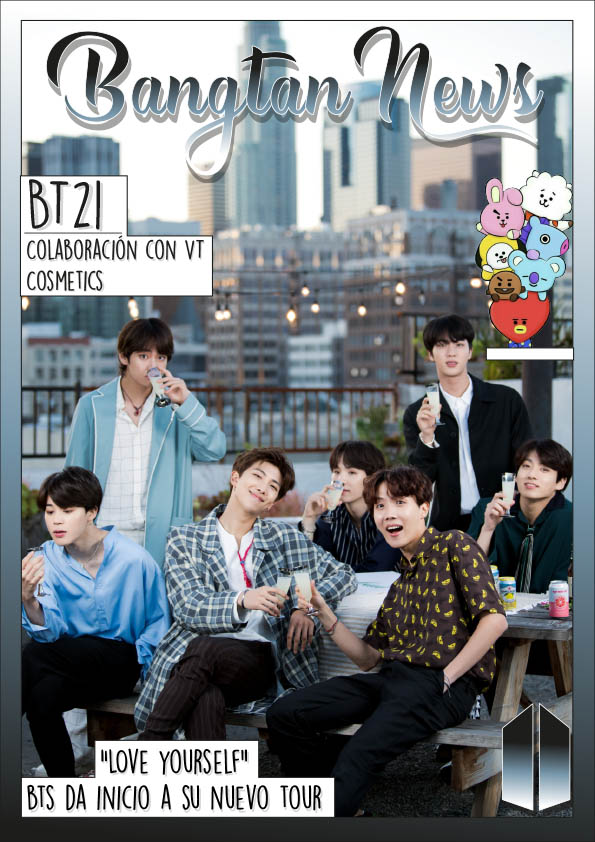 Bangtan News
BT21
COLABORACIÓN CON VT
COSMETICS
"LOVE YOURSELF"
BTS DA INICIO A SU NUEVO TOUR